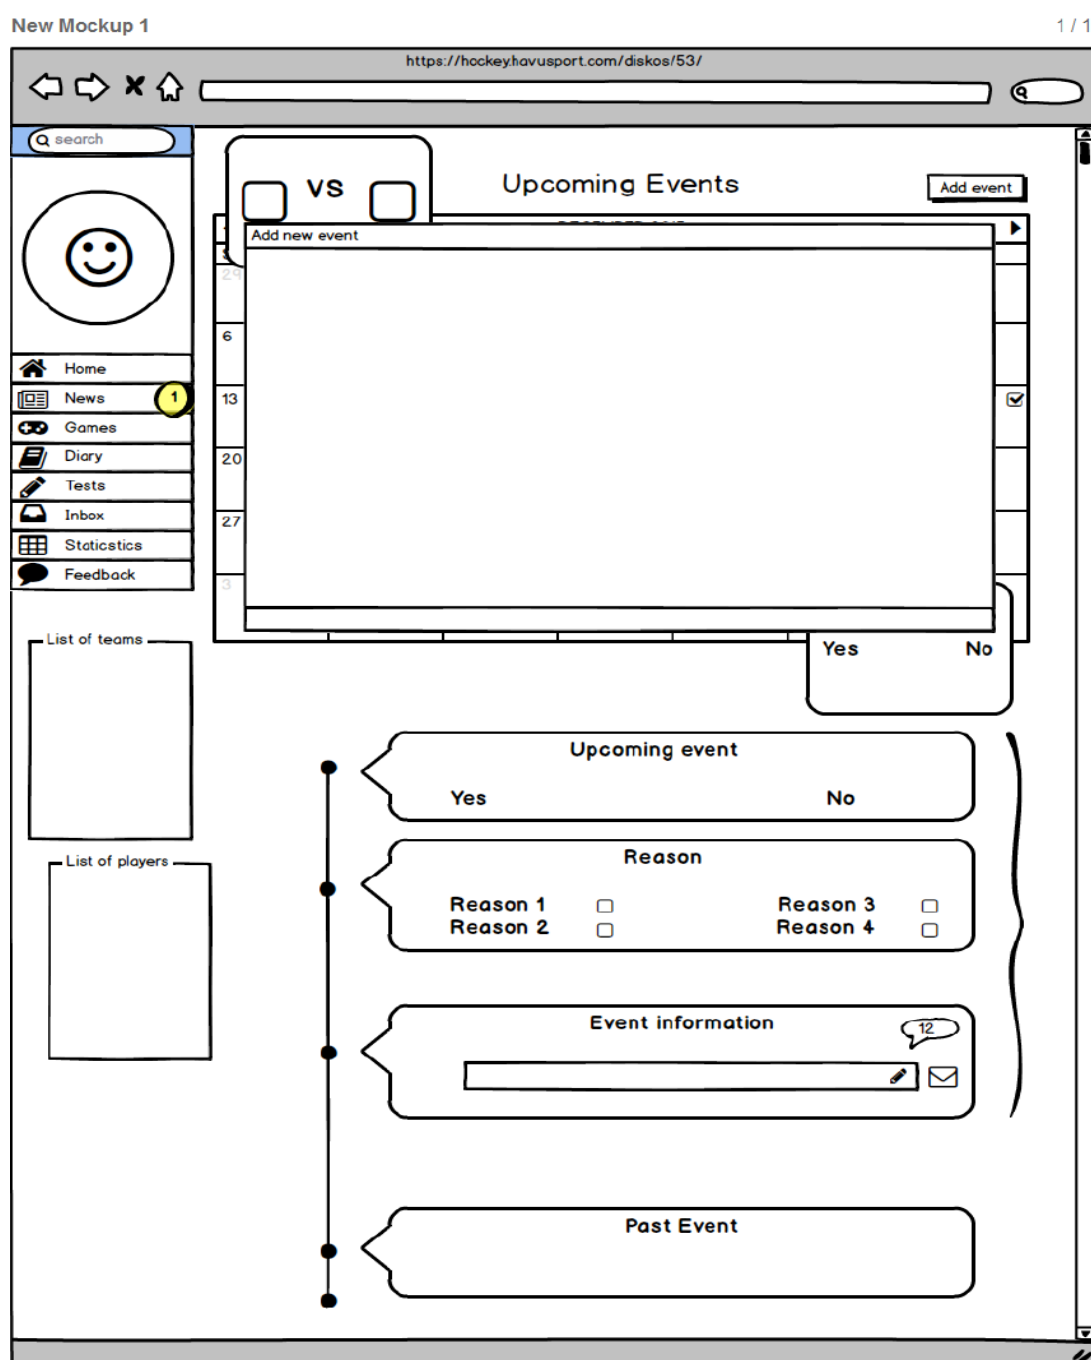 New Mockup 1
1 / 1
https://hockey.havusport.com/diskos/53/
search
VS
Upcoming Events
Add event
Add new event
29
6
13
20
27
3
Home
News 1
Games
Diary
Tests
Inbox
Staticstics
Feedback
List of teams
Yes No
List of players
Upcoming event
Yes No
Reason
Reason 1 Reason 3
Reason 2 Reason 4
Event information
12
Past Event